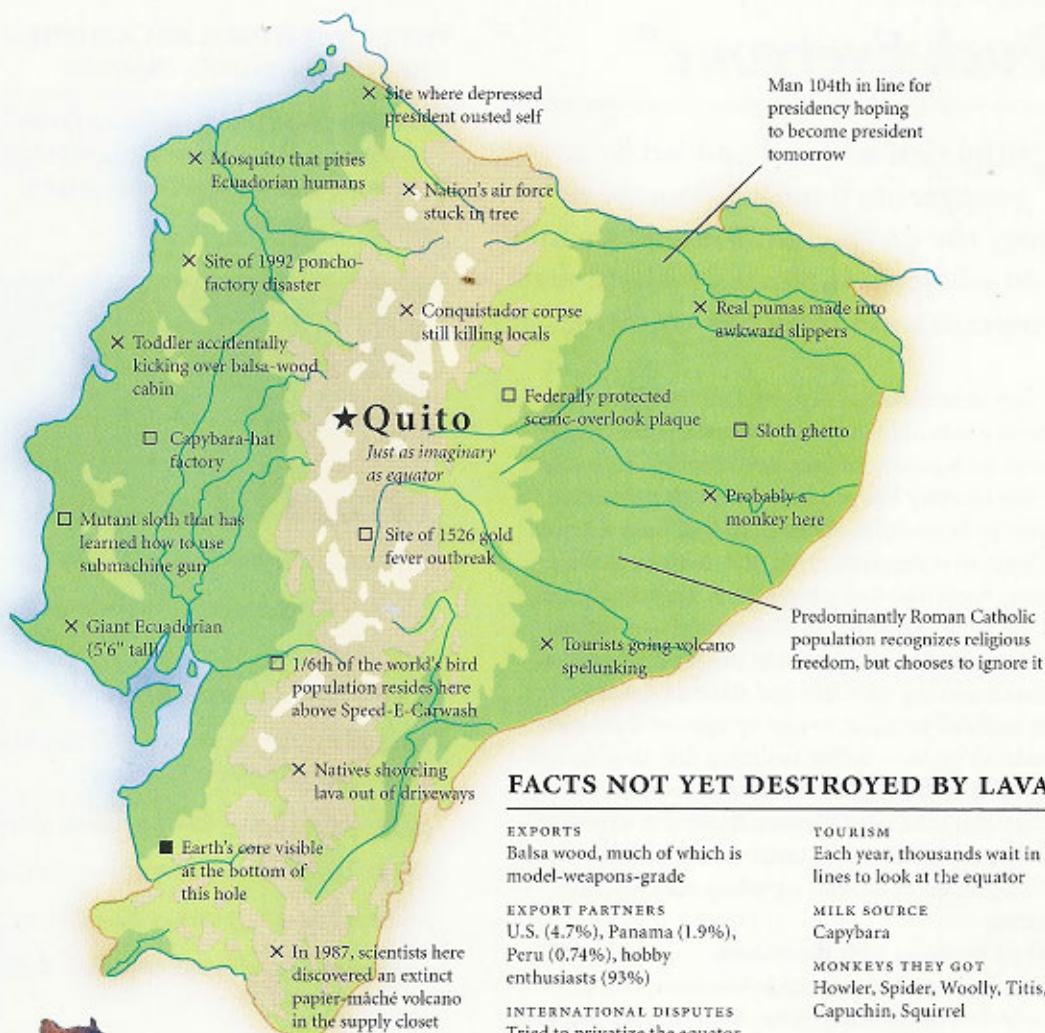 Site where depressed
president ousted self
Man 104th in line for
presidency hoping
to become president
tomorrow
Mosquito that pities
Ecuadorian humans
Nation's air force
stuck in tree
Site of 1992 poncho-
factory disaster
Conquistador corpse
still killing locals
Real pumas made into
awkward slippers
Toddler accidentally
kicking over balsa-wood
cabin
Federally protected
scenic-overlook plaque
Quito
Just as imaginary
as equator
Sloth ghetto
Capybara-hat
factory
Probably a
monkey here
Mutant sloth that has
learned how to use
submachine gun
Site of 1526 gold
fever outbreak
Giant Ecuadorian
(5'6" tall)
Predominantly Roman Catholic
population recognizes religious
freedom, but chooses to ignore it
Tourists going volcano
spelunking
1/6th of the world's bird
population resides here
above Speed-E-Carwash
Natives shoveling
lava out of driveways
Earth's core visible
at the bottom of
this hole
In 1987, scientists here
discovered an extinct
papier-mâché volcano
in the supply closet
FACTS NOT YET DESTROYED BY LAVA
EXPORTS
Balsa wood, much of which is
model-weapons-grade
EXPORT PARTNERS
U.S. (4.7%), Panama (1.9%),
Peru (0.74%), hobby
enthusiasts (93%)
INTERNATIONAL DISPUTES
Tried to privatize the equator
TOURISM
Each year, thousands wait in
lines to look at the equator
MILK SOURCE
Capybara
MONKEYS THEY GOT
Howler, Spider, Woolly, Titis,
Capuchin, Squirrel